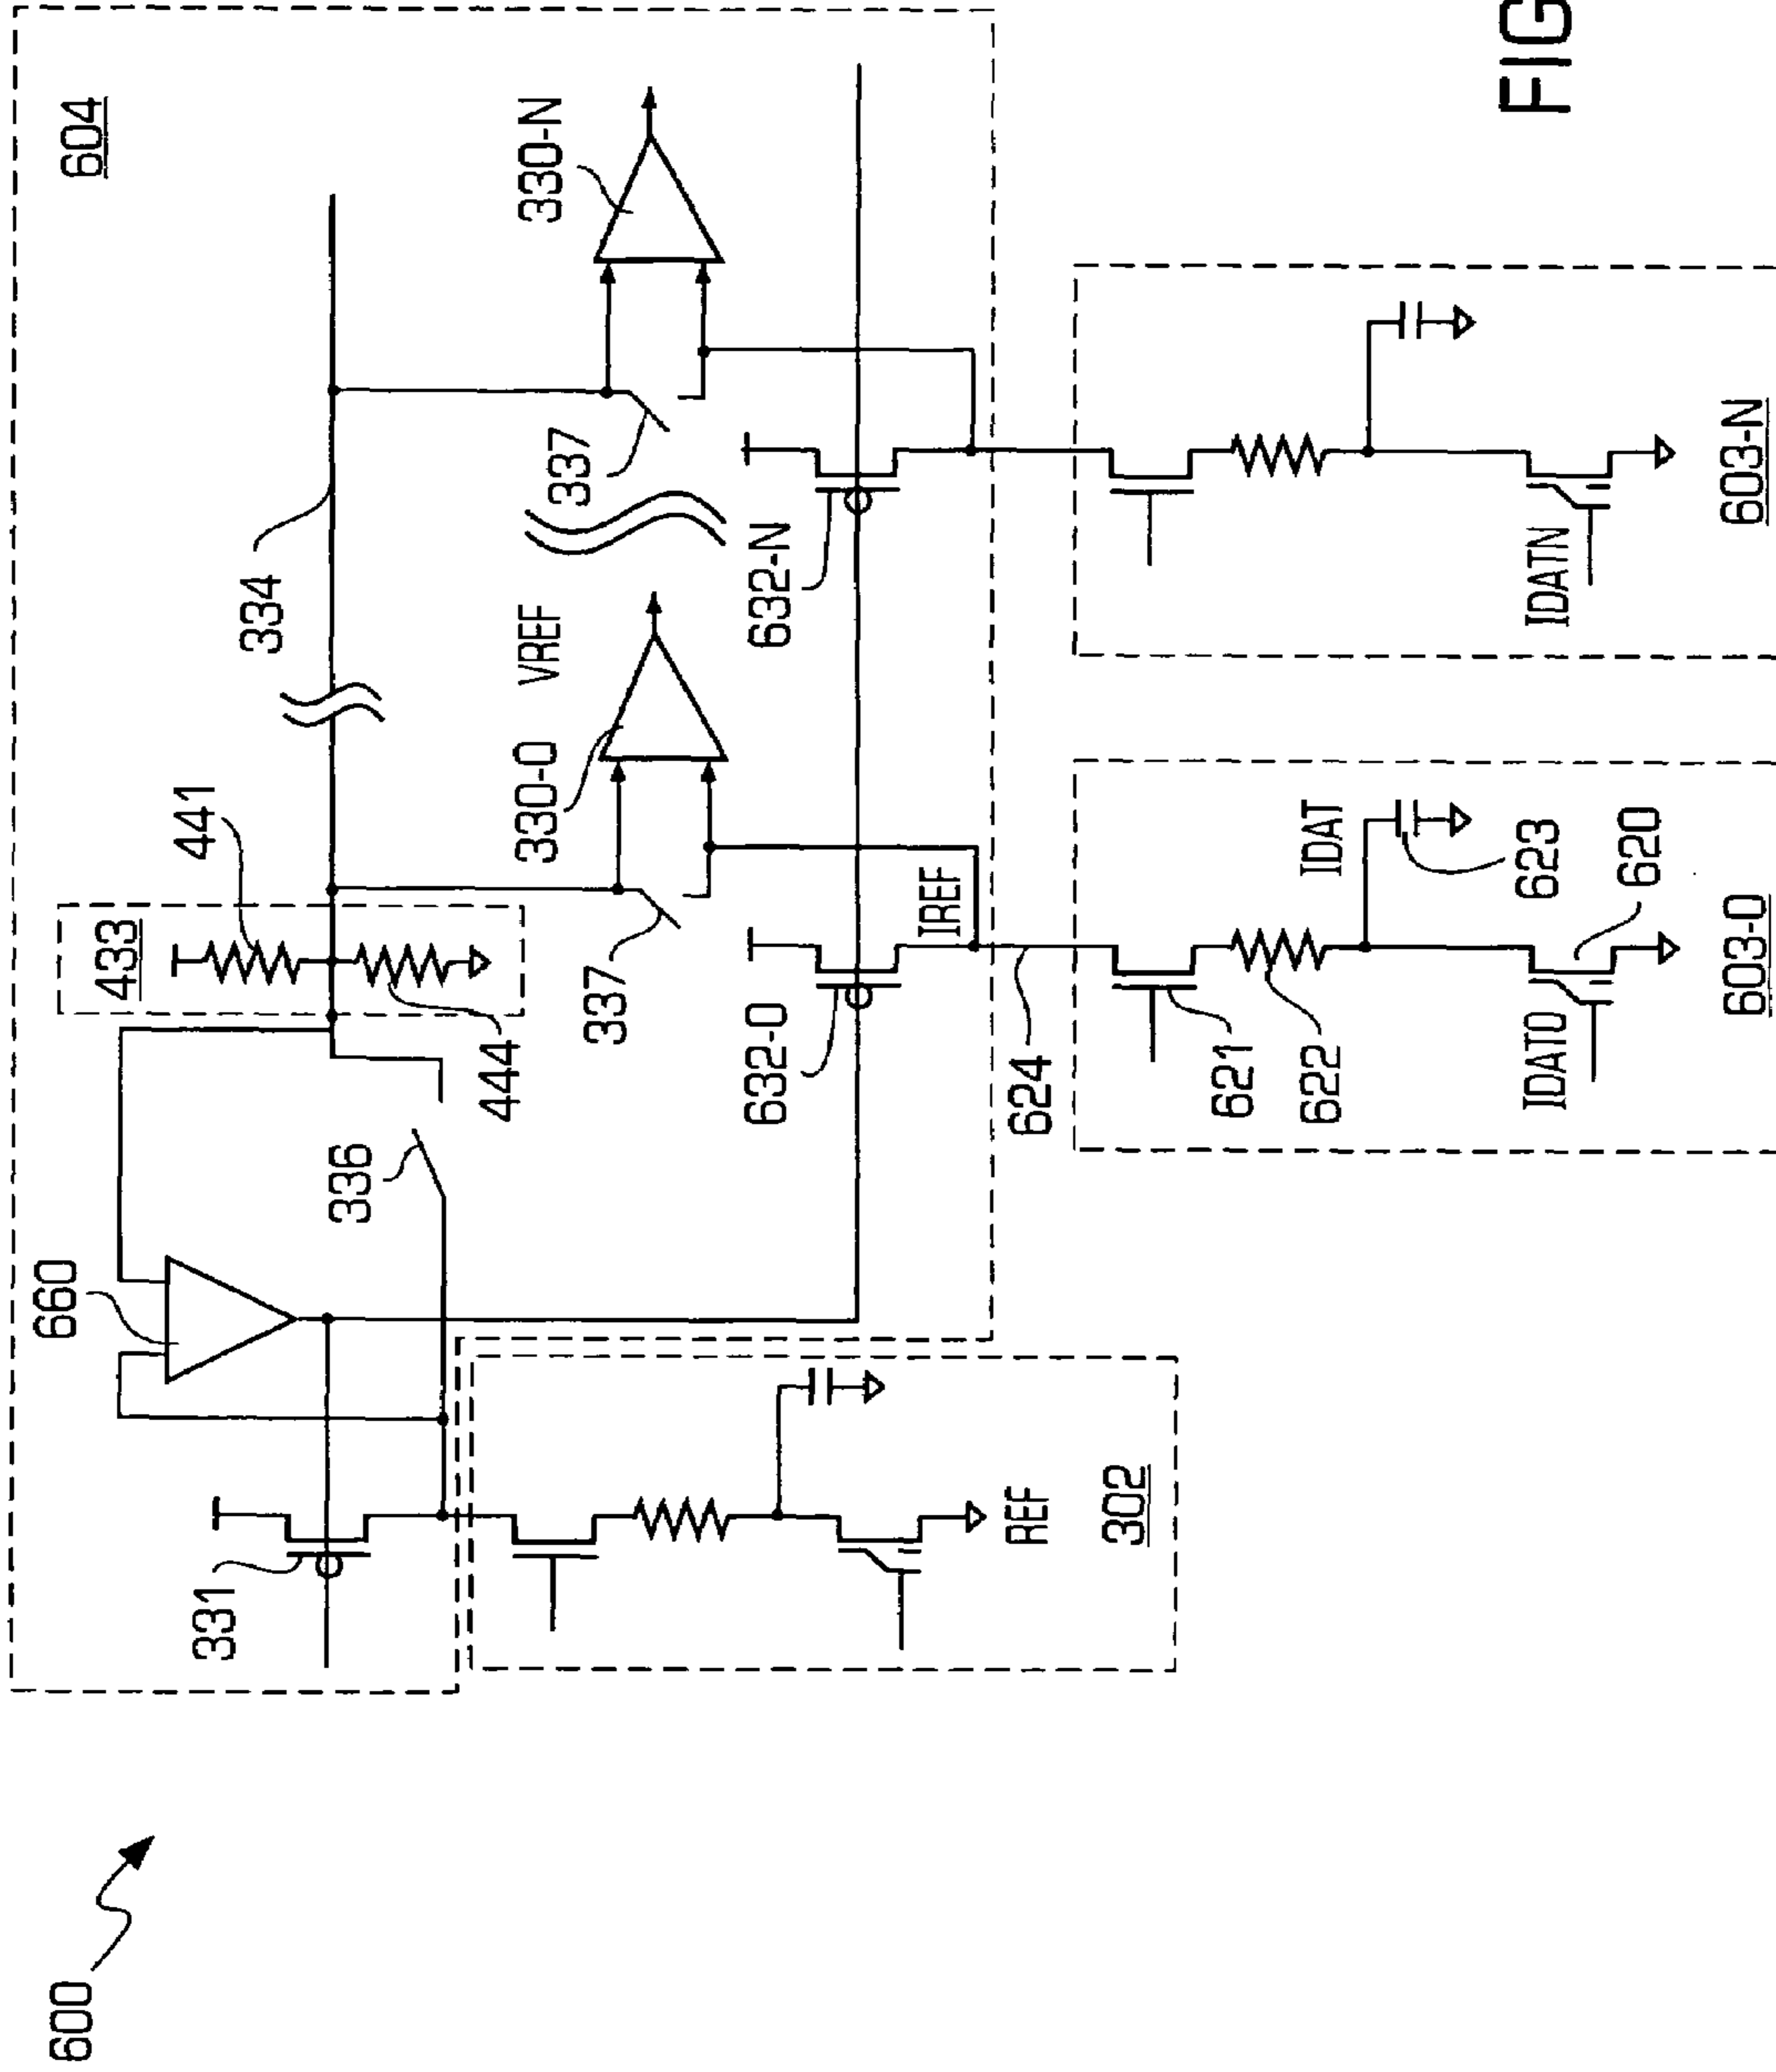 600
660
604
433
441
331
334
336
444
330-0
VREF
330-N
337
337
632-0
632-N
IREF
REF
624
302
621
622
IDAT
623
FIG
IDAT0
IDATN
620
603-0
603-N